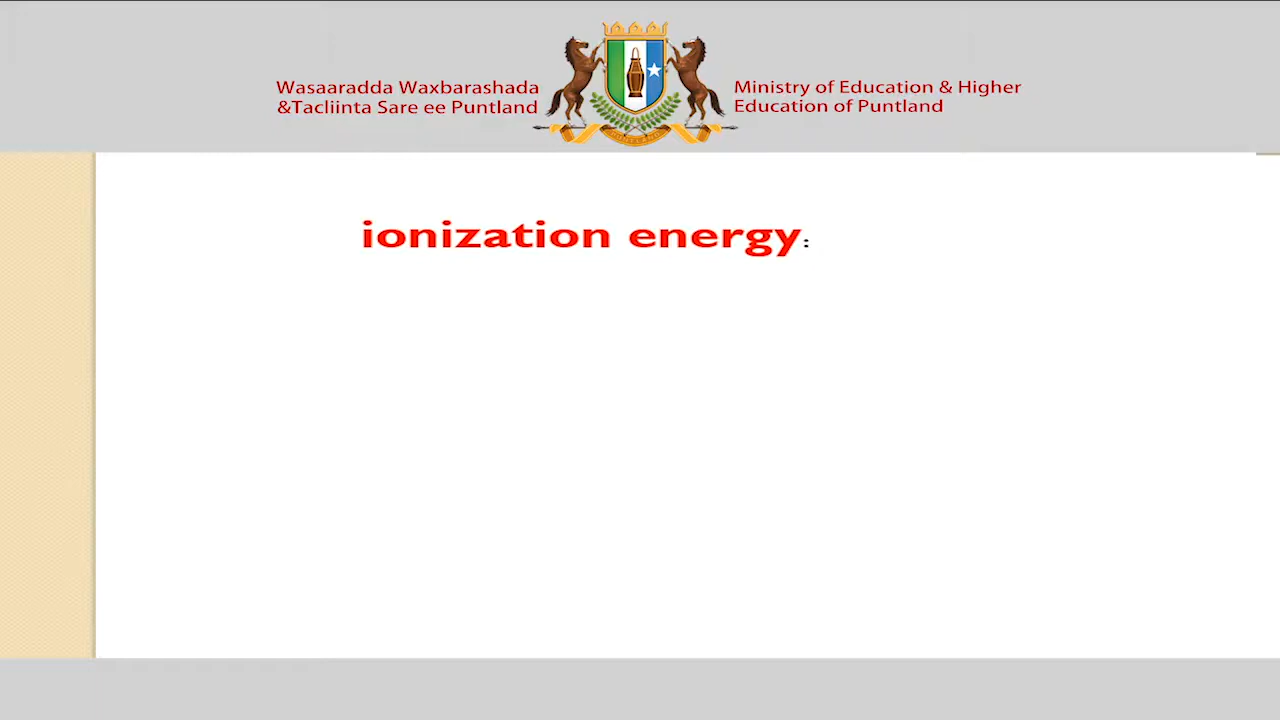 Wasaaradda Waxbarashada
&Tacliinta Sare ee Puntland
Ministry of Education & Higher
Education of Puntland
ionization energy: